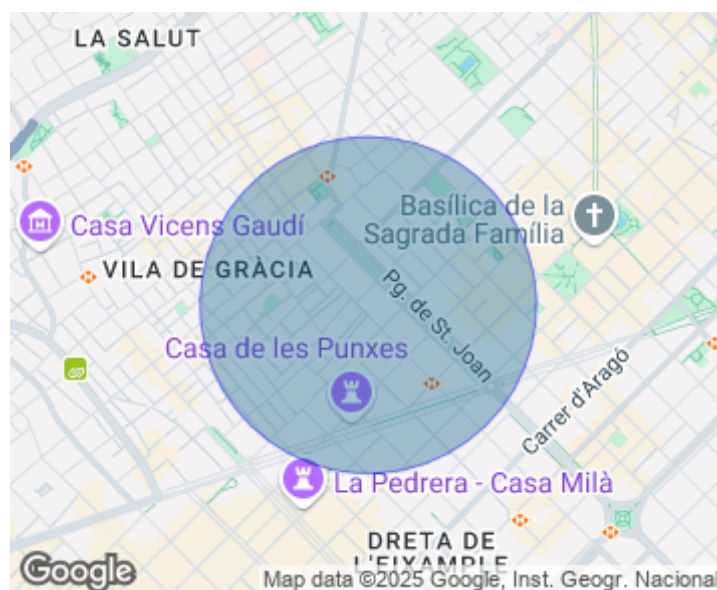 LA SALUT
Casa Vicens Gaudí
Basílica de la
Sagrada Família
VILA DE GRÀCIA
Pg. de St. Joan
Casa de les Punxes
Carrer d'Aragó
La Pedrera - Casa Milà
DRETA DE
L'EIXAMPLE
Google
Map data ©2025 Google, Inst. Geogr. Nacional